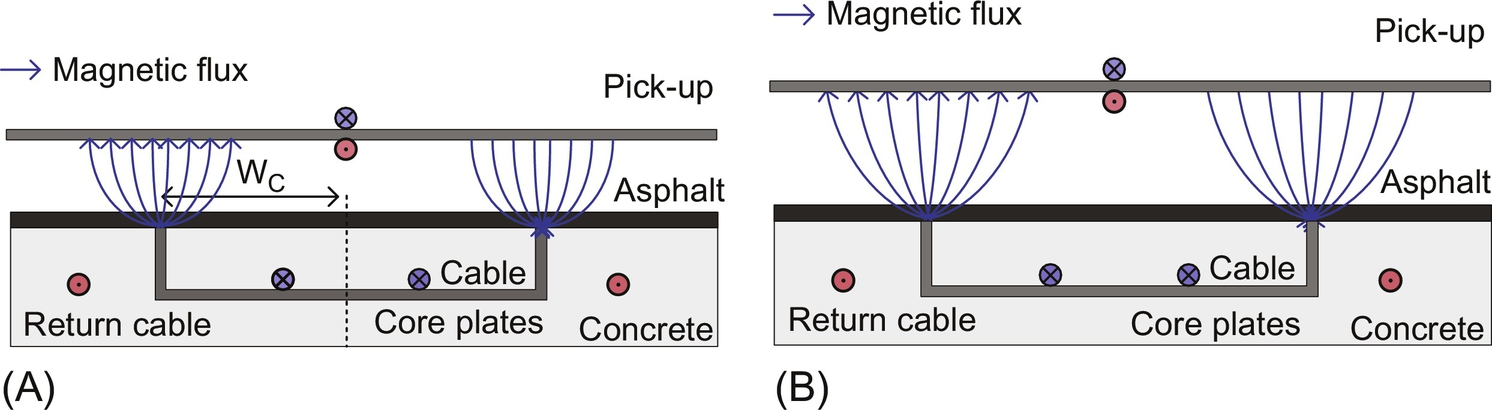 Magnetic flux
Pick-up
W_C
Asphalt
Cable
Return cable
Core plates
Concrete
(A)
Magnetic flux
Pick-up
Asphalt
Cable
Return cable
Core plates
Concrete
(B)